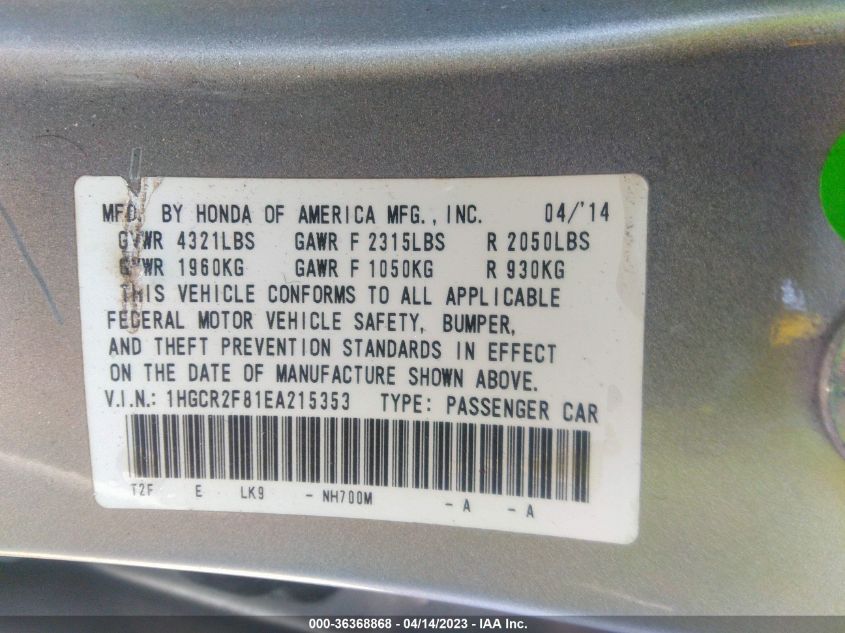 MFD. BY HONDA OF AMERICA MFG., INC. 04/'14
GVWR 4321LBS GAWR F 2315LBS R 2050LBS
GVWR 1960KG GAWR F 1050KG R 930KG
THIS VEHICLE CONFORMS TO ALL APPLICABLE
FEDERAL MOTOR VEHICLE SAFETY, BUMPER,
AND THEFT PREVENTION STANDARDS IN EFFECT
ON THE DATE OF MANUFACTURE SHOWN ABOVE.
V.I.N.: 1HGCR2F81EA215353 TYPE: PASSENGER CAR
T2F E LK9 - NH700M - A - A
000-36368868 - 04/14/2023 - IAA Inc.